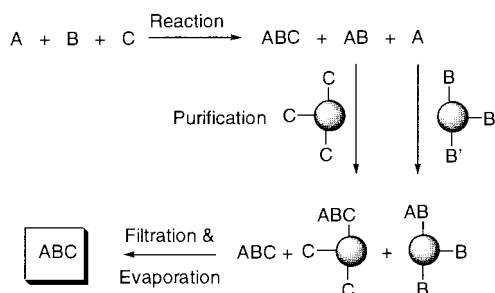 A + B + C Reaction ABC + AB + A
Purification
C
C
C
B
B
B'
ABC Filtration & Evaporation ABC +
ABC
C
C
+
AB
B
B